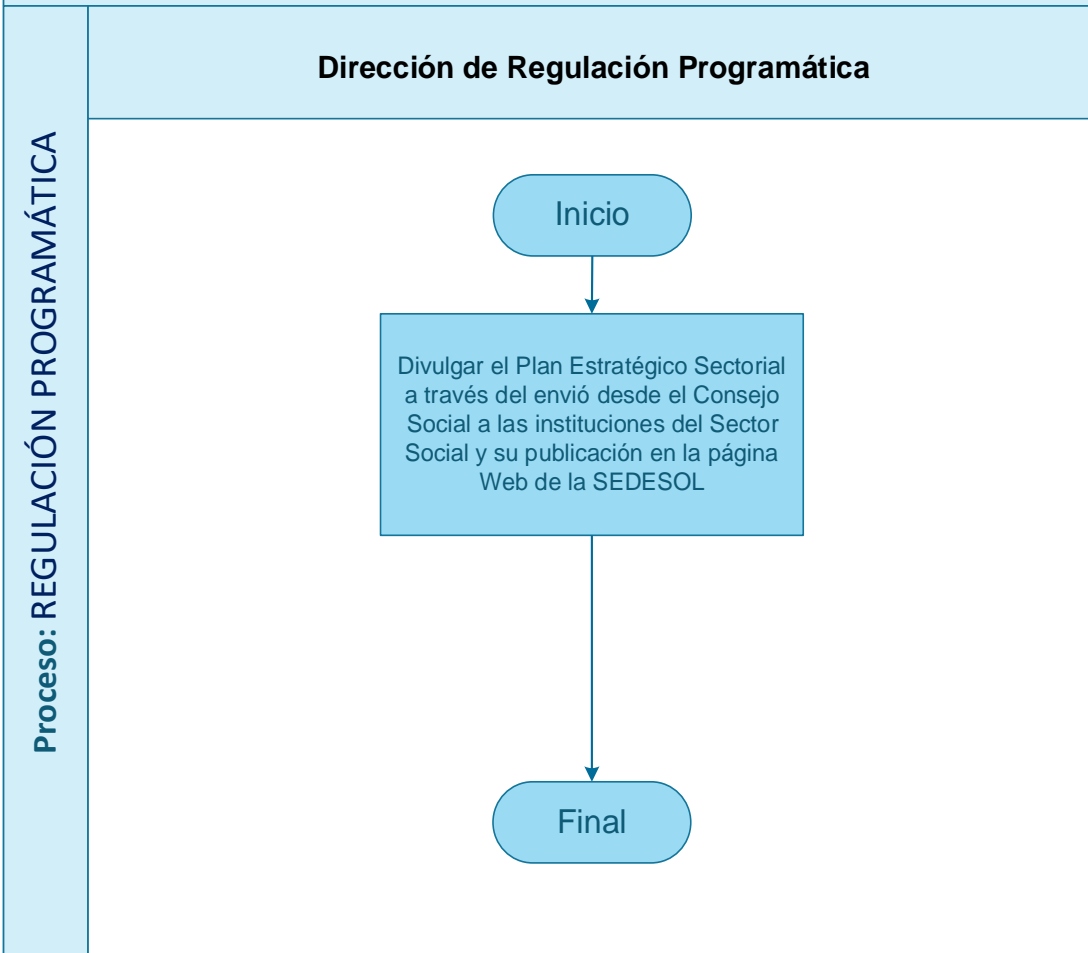 Dirección de Regulación Programática
Proceso: REGULACIÓN PROGRAMÁTICA
Inicio
Divulgar el Plan Estratégico Sectorial
a través del envió desde el Consejo
Social a las instituciones del Sector
Social y su publicación en la página
Web de la SEDESOL
Final